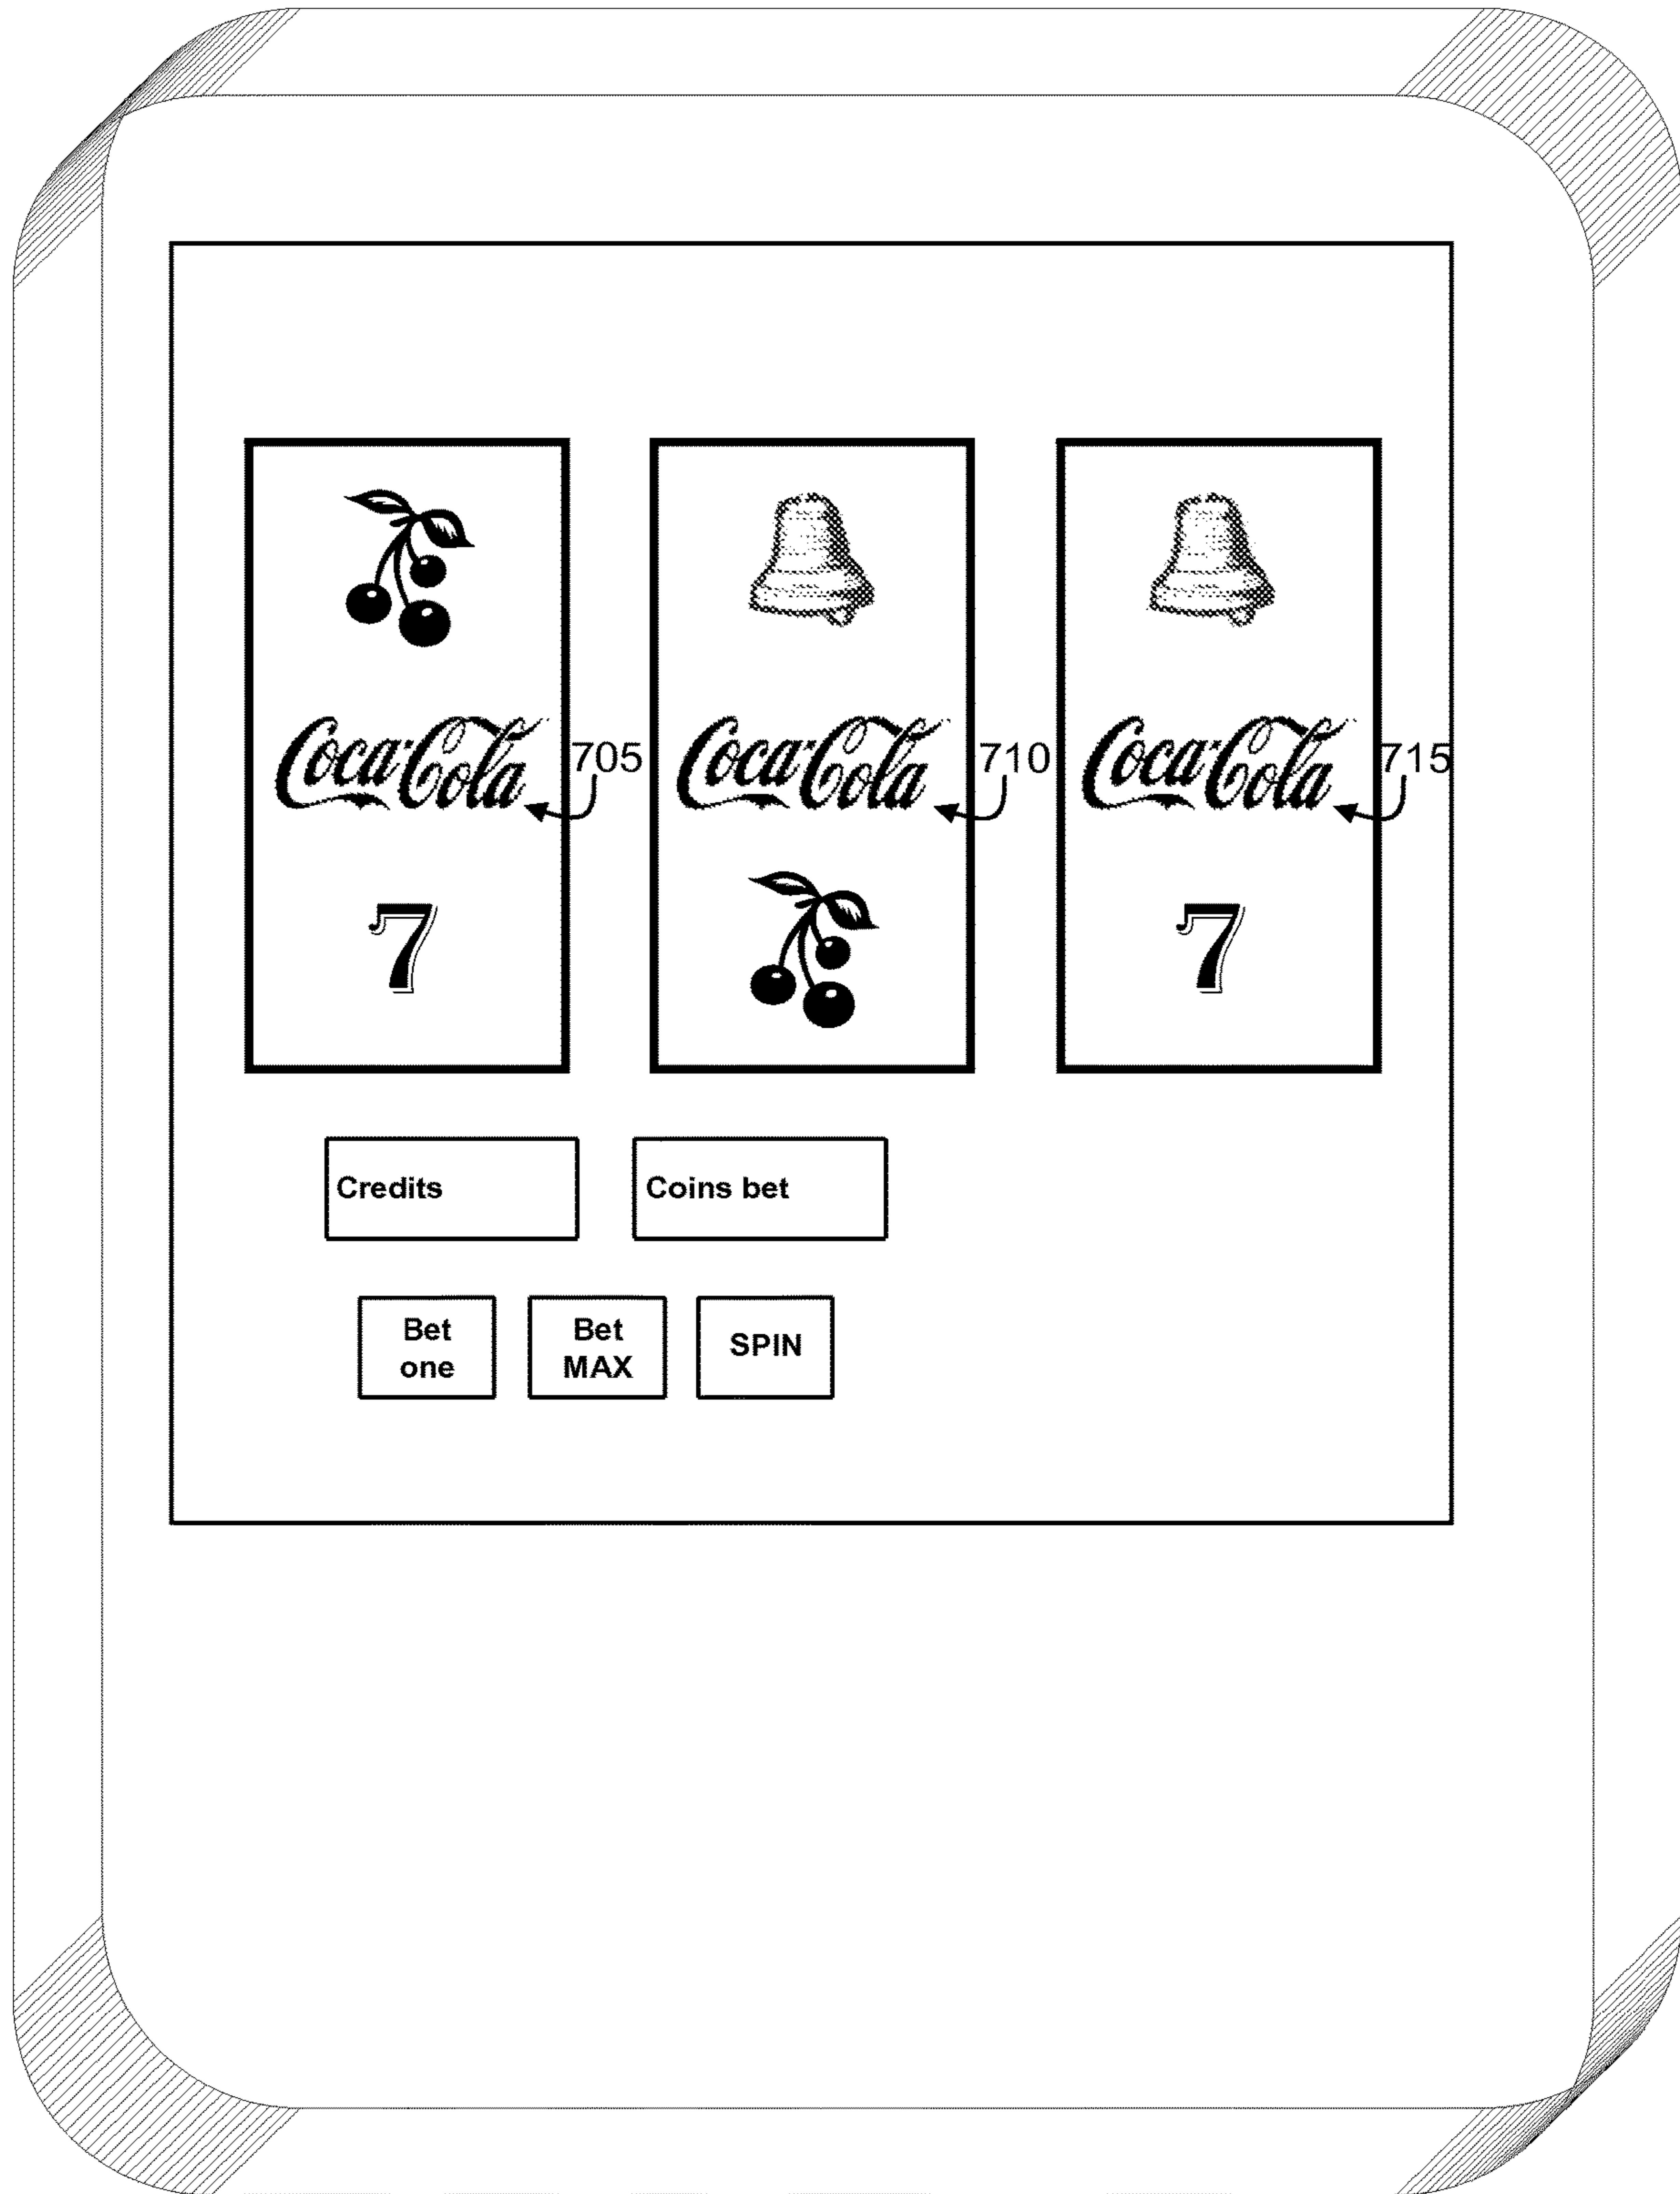 Coca-Cola 705 Coca-Cola 710 Coca-Cola 715
7 7
Credits Coins bet
Bet one Bet MAX SPIN